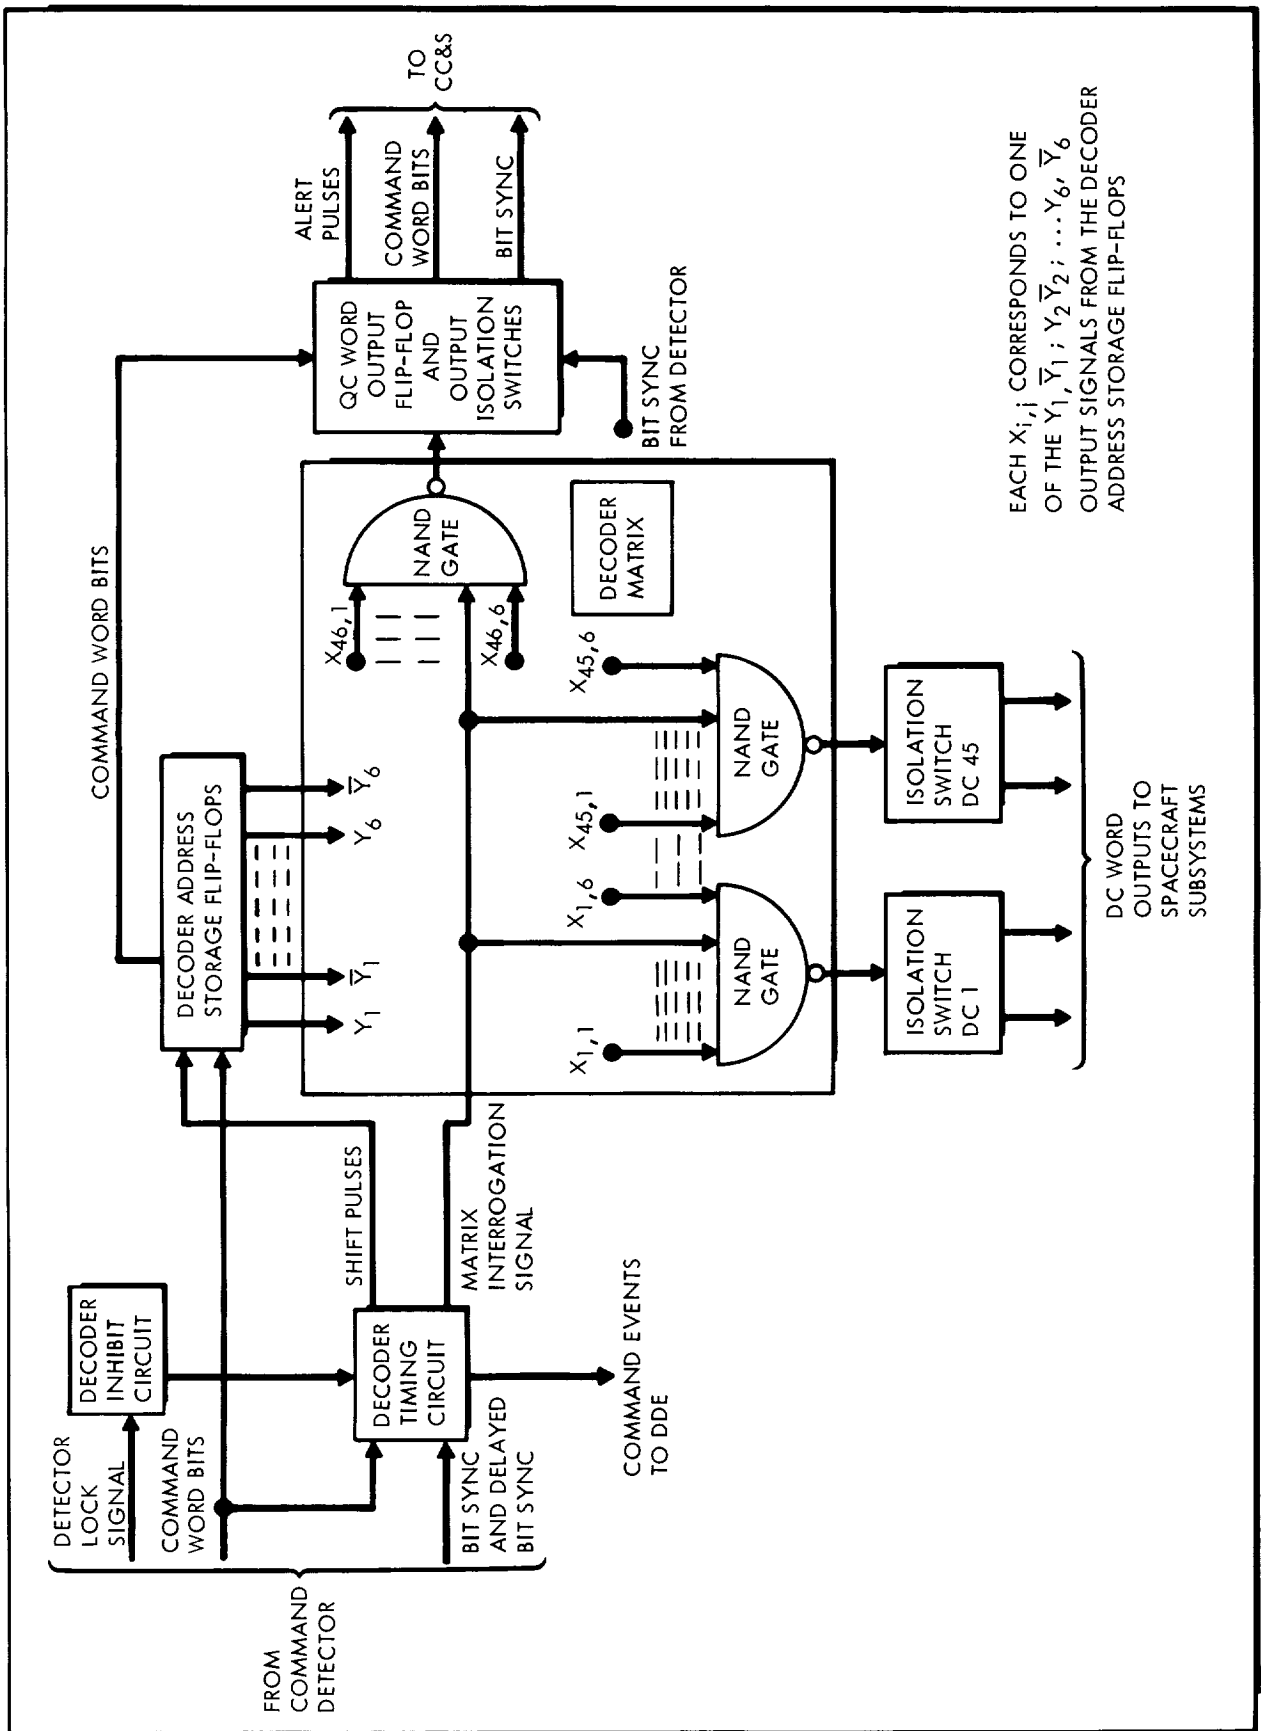 FROM
COMMAND
DETECTOR
DETECTOR
LOCK
SIGNAL
COMMAND
WORD BITS
BIT SYNC
AND DELAYED
BIT SYNC
DECODER
INHIBIT
CIRCUIT
DECODER
TIMING
CIRCUIT
COMMAND EVENTS
TO DDE
SHIFT PULSES
MATRIX
INTERROGATION
SIGNAL
DECODER ADDRESS
STORAGE FLIP-FLOPS
Y1 Y̅1 Y6 Y̅6
COMMAND WORD BITS
X46,1
X46,6
NAND
GATE
DECODER
MATRIX
X1,1
X1,6
NAND
GATE
X45,1
X45,6
NAND
GATE
ISOLATION
SWITCH
DC 1
ISOLATION
SWITCH
DC 45
DC WORD
OUTPUTS TO
SPACECRAFT
SUBSYSTEMS
QC WORD
OUTPUT
FLIP-FLOP
AND
OUTPUT
ISOLATION
SWITCHES
BIT SYNC
FROM DETECTOR
ALERT
PULSES
COMMAND
WORD BITS
BIT SYNC
TO
CC&S
EACH Xi,i CORRESPONDS TO ONE
OF THE Y1, Y̅1; Y2 Y̅2; ... Y6, Y̅6
OUTPUT SIGNALS FROM THE DECODER
ADDRESS STORAGE FLIP-FLOPS